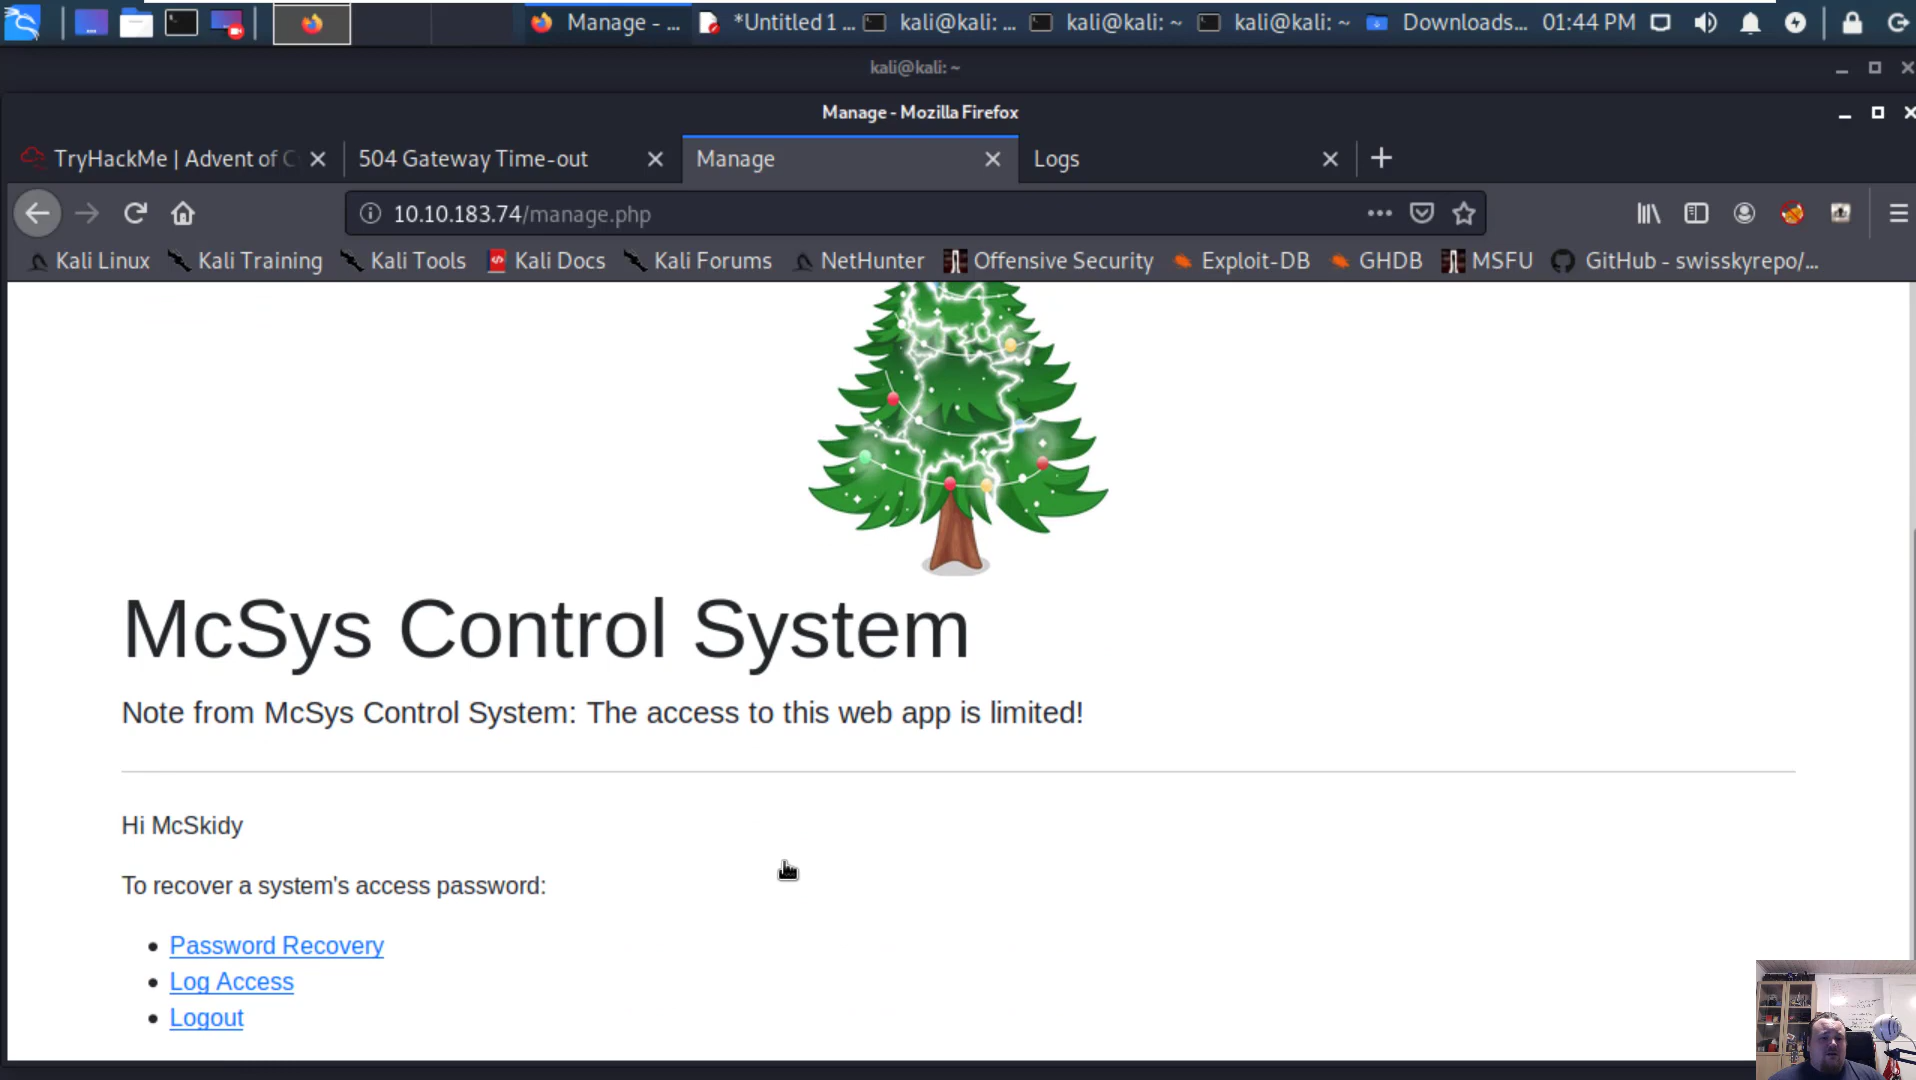 Manage - ...
*Untitled 1 ...
kali@kali: ...
kali@kali: ~
kali@kali: ~
Downloads...
01:44 PM
kali@kali: ~
Manage - Mozilla Firefox
TryHackMe | Advent of C
504 Gateway Time-out
Manage
Logs
10.10.183.74/manage.php
Kali Linux
Kali Training
Kali Tools
Kali Docs
Kali Forums
NetHunter
Offensive Security
Exploit-DB
GHDB
MSFU
GitHub - swisskyrepo/...
McSys Control System
Note from McSys Control System: The access to this web app is limited!
Hi McSkidy
To recover a system's access password:
Password Recovery
Log Access
Logout